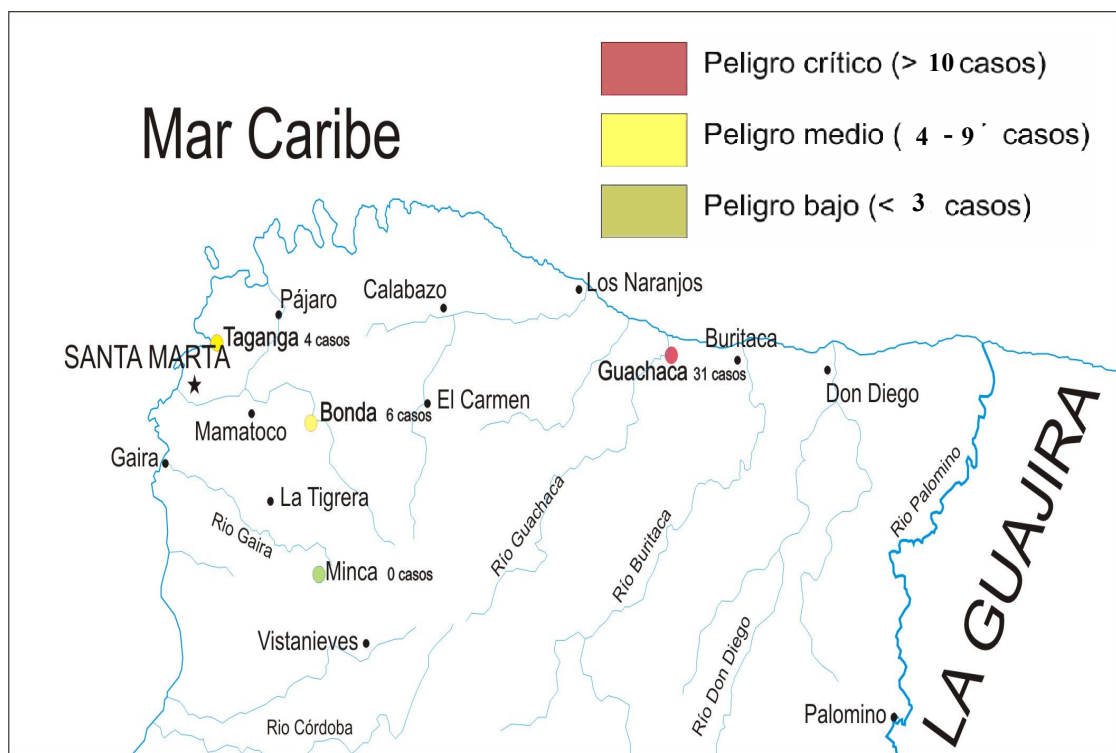 Peligro crítico (> 10 casos)
Mar Caribe
Peligro medio ( 4 - 9´ casos)
Peligro bajo (< 3 casos)
Los Naranjos
Calabazo
Pájaro
Taganga 4 casos
Buritaca
SANTA MARTA
Guachaca 31 casos
Don Diego
El Carmen
Bonda 6 casos
Mamatoco
Gaira
La Tigrera
Rio Gaira
Río Guachaca
Río Buritaca
Rio Palomino
LA GUAJIRA
Minca 0 casos
Vistanieves
Río Don Diego
Palomino
Rio Córdoba